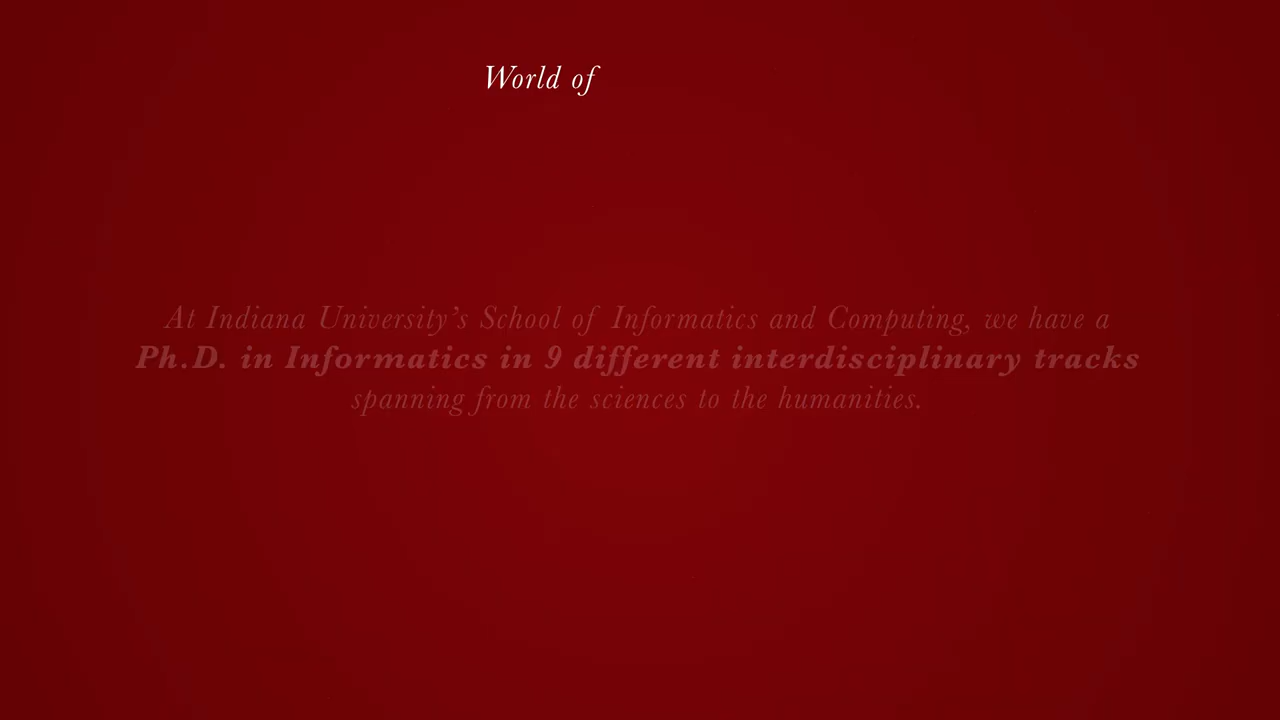 World of
At Indiana University’s School of Informatics and Computing, we have a
Ph.D. in Informatics in 9 different interdisciplinary tracks
spanning from the sciences to the humanities.